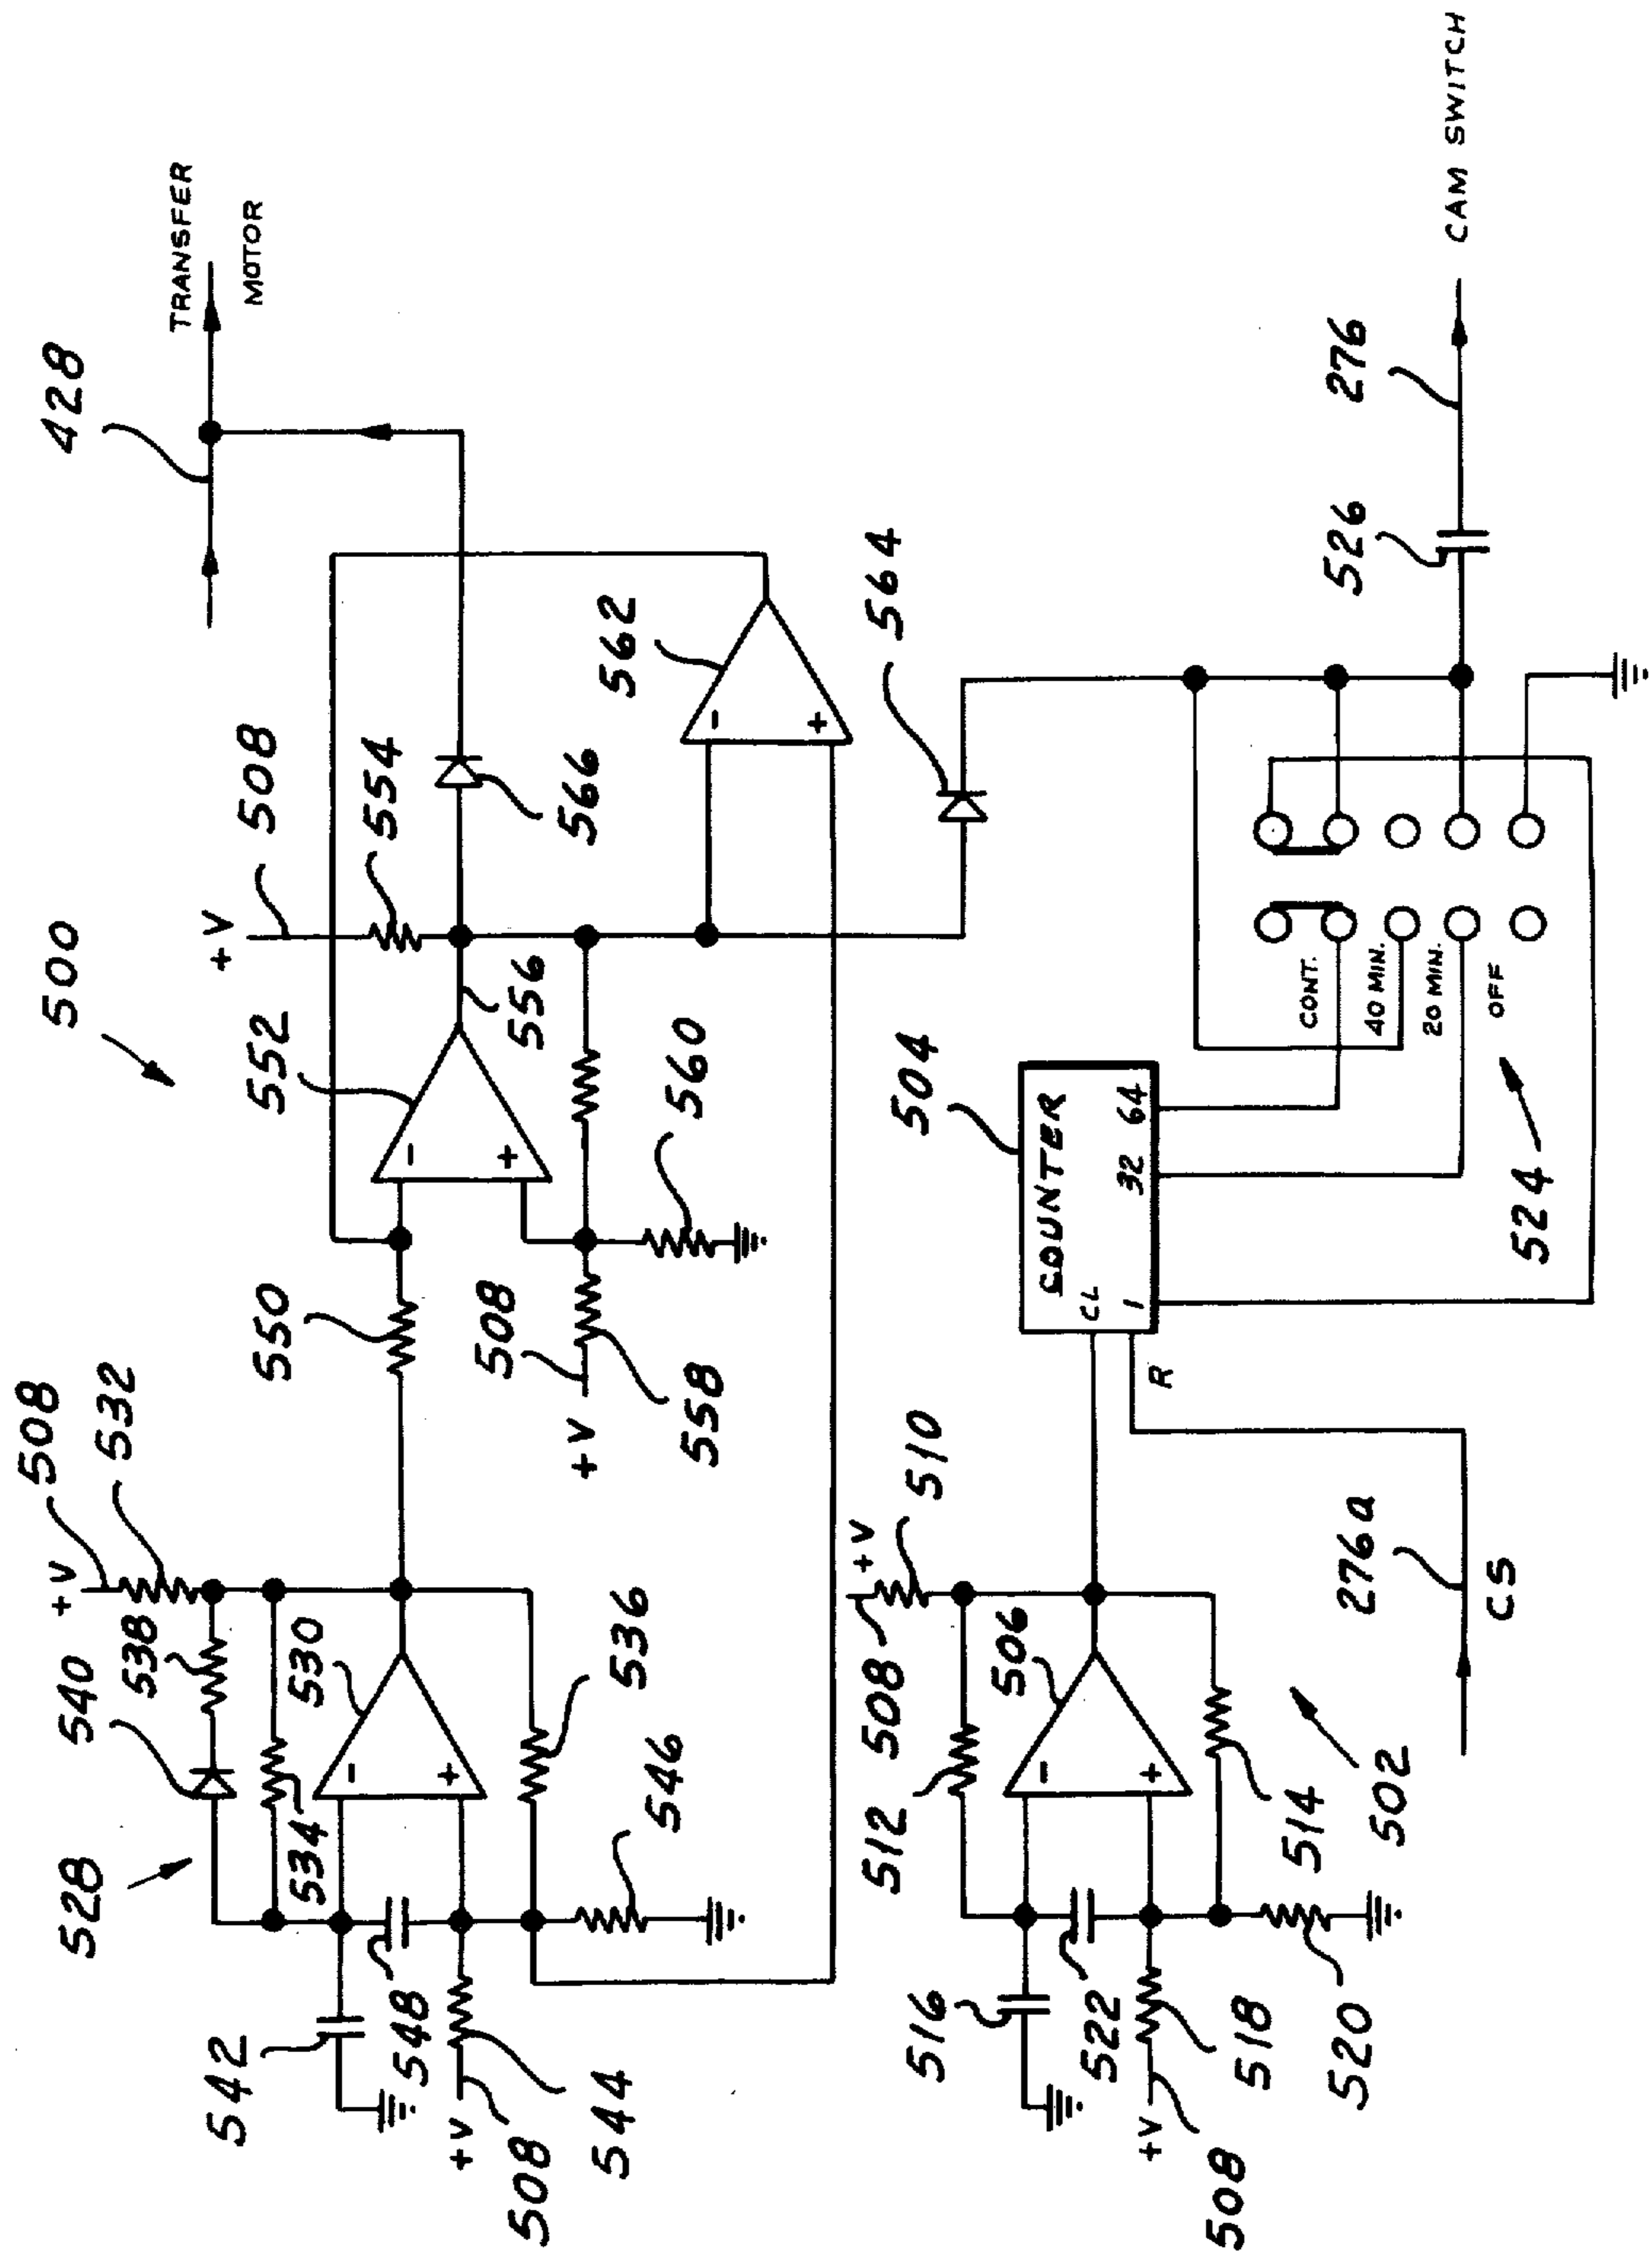 500
428
TRANSFER
MOTOR
508
532
+V
540
538
528
534
530
536
546
542
548
+V
508
544
550
552
+V
508
554
556
566
560
+V
508
558
562
564
510
+V
508
512
506
514
502
516
522
518
520
+V
508
504
COUNTER
CL
1
32
64
R
276a
CS
CONT.
40 MIN.
20 MIN.
OFF
524
526
276
CAM SWITCH
-
+
-
+
-
+
-
+